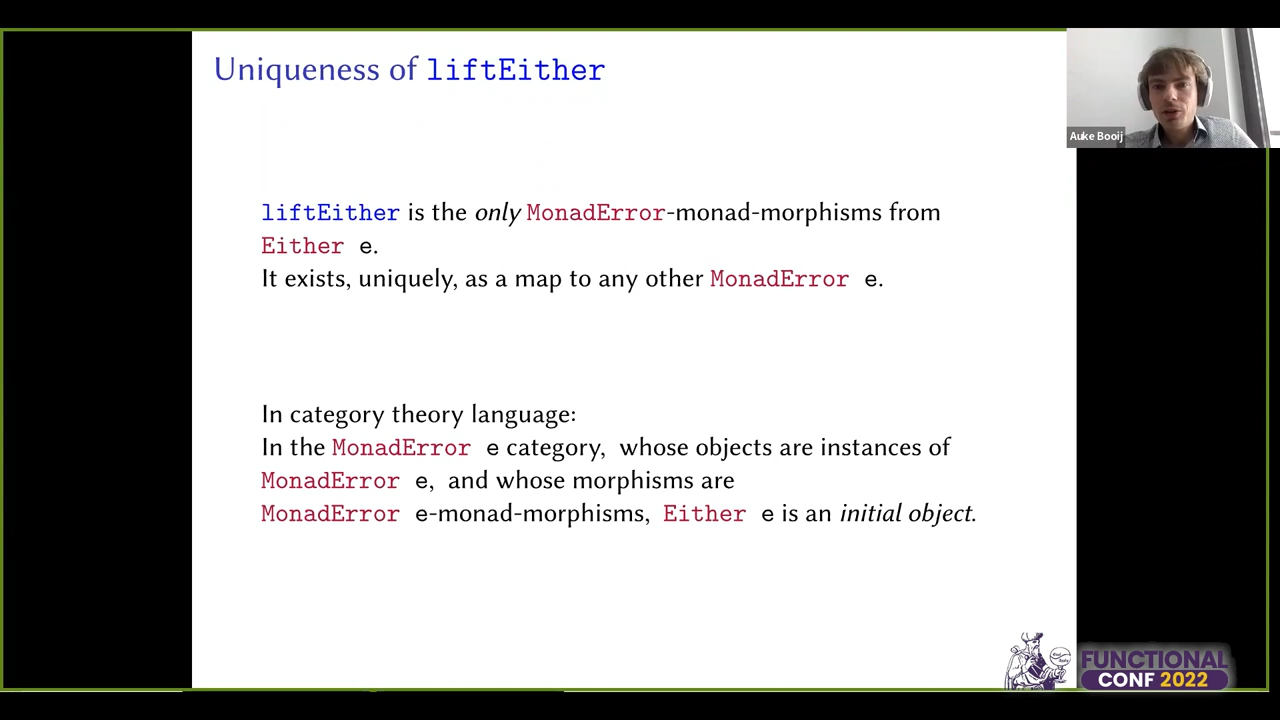 Uniqueness of liftEither
Auke Booij
liftEither is the only MonadError-monad-morphisms from
Either e.
It exists, uniquely, as a map to any other MonadError e.
In category theory language:
In the MonadError e category, whose objects are instances of
MonadError e, and whose morphisms are
MonadError e-monad-morphisms, Either e is an initial object.
FUNCTIONAL
CONF 2022